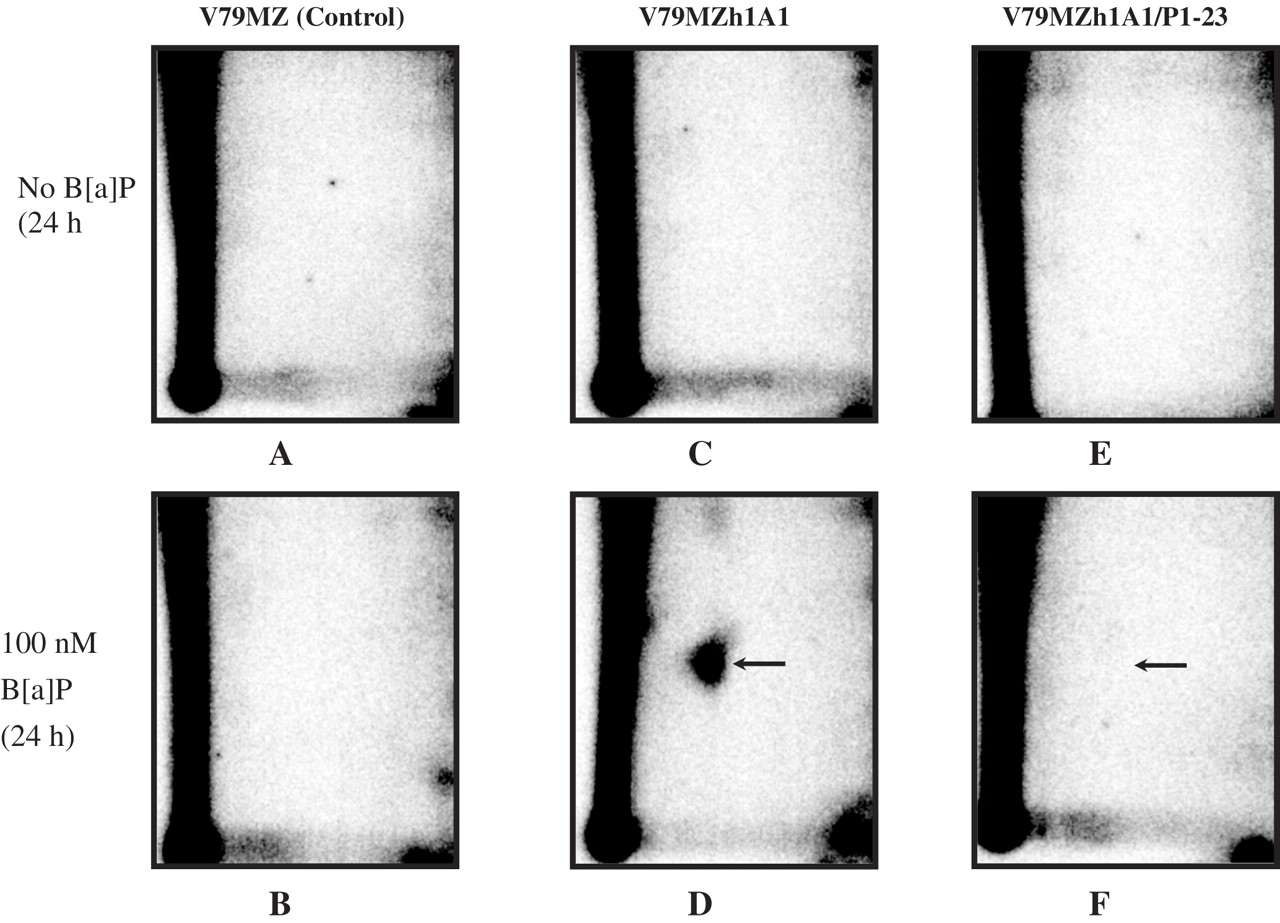 V79MZ (Control)
V79MZh1A1
V79MZh1A1/P1-23
No B[a]P
(24 h
A
C
E
100 nM
B[a]P
(24 h)
B
D
F